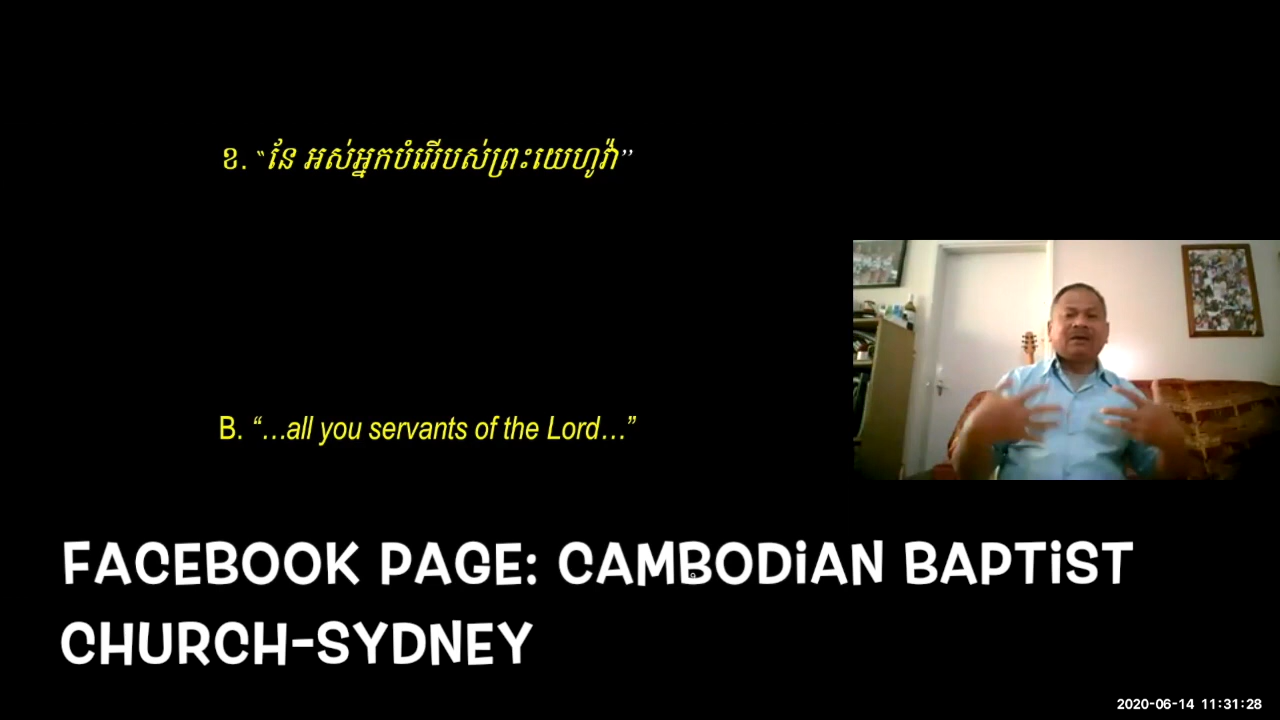 ខ. “នែ អស់អ្នកបំរើរបស់ព្រះយេហូវ៉ា”
B. “…all you servants of the Lord…”
FACEBOOK PAGE: CAMBODiAN BAPTiST
CHURCH-SYDNEY
2020-06-14 11:31:28